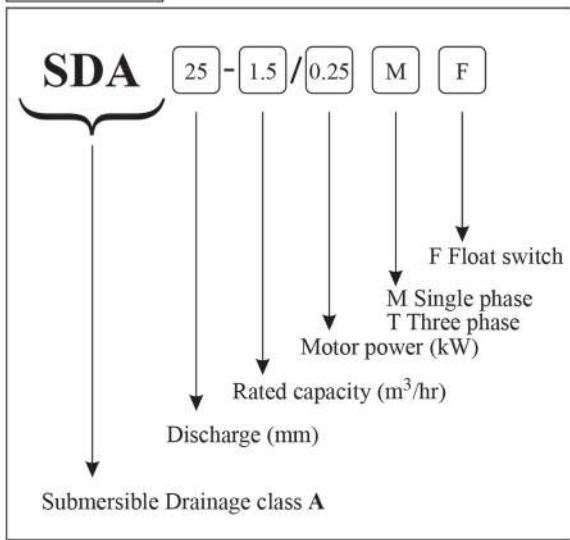 SDA 25 - 1.5 / 0.25 M F
F Float switch
M Single phase
T Three phase
Motor power (kW)
Rated capacity (m³/hr)
Discharge (mm)
Submersible Drainage class A